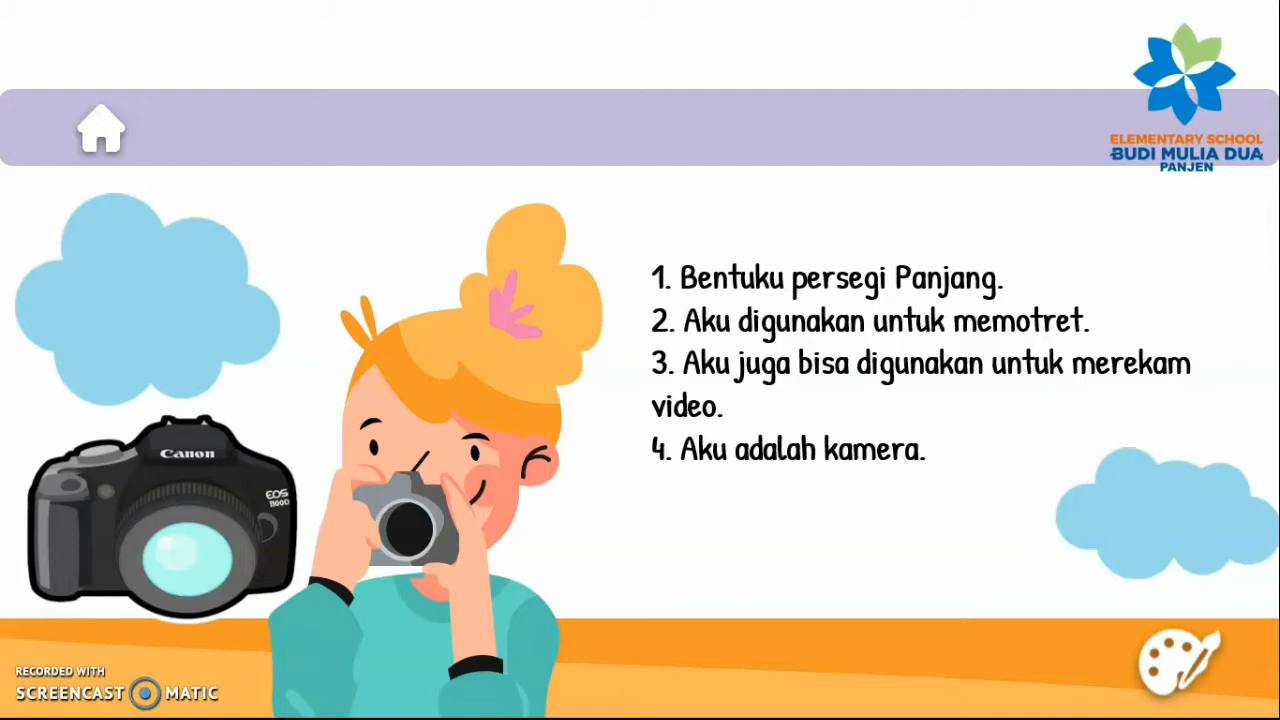 ELEMENTARY SCHOOL
BUDI MULIA DUA
PANJEN
1. Bentuku persegi Panjang.
2. Aku digunakan untuk memotret.
3. Aku juga bisa digunakan untuk merekam
video.
4. Aku adalah kamera.
Canon
EOS
1100D
RECORDED WITH
SCREENCAST MATIC